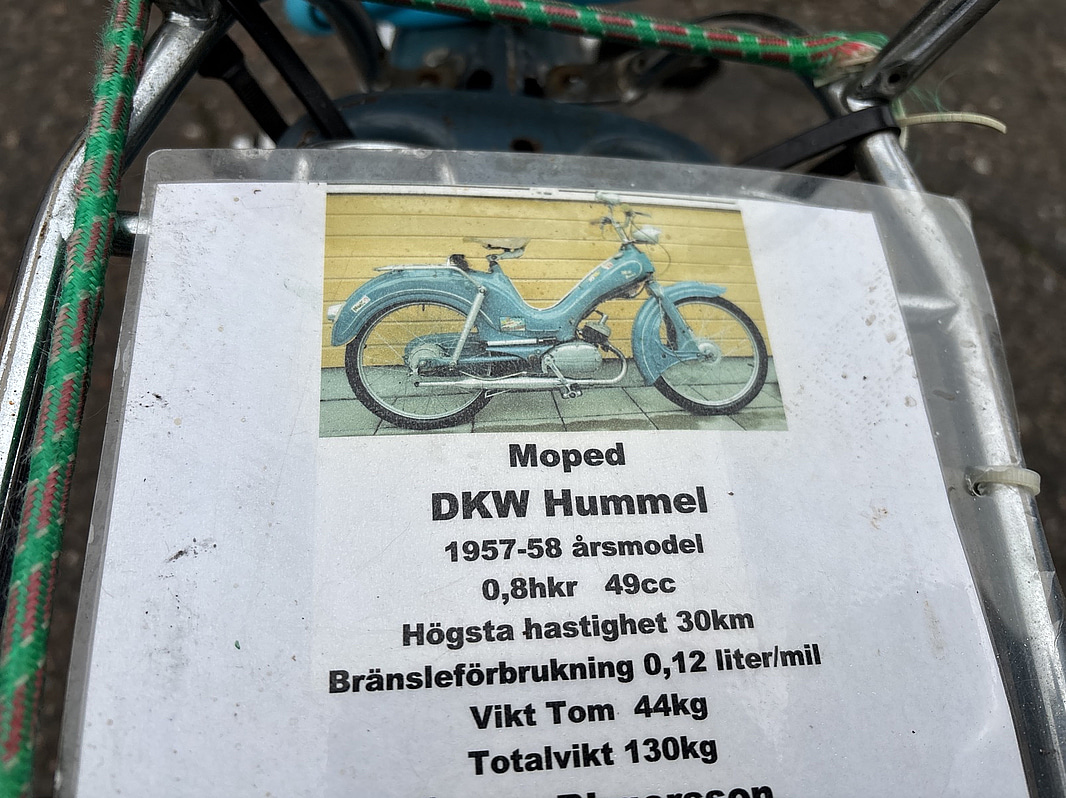 Moped
DKW Hummel
1957-58 årsmodel
0,8hkr 49cc
Högsta hastighet 30km
Bränsleförbrukning 0,12 liter/mil
Vikt Tom 44kg
Totalvikt 130kg